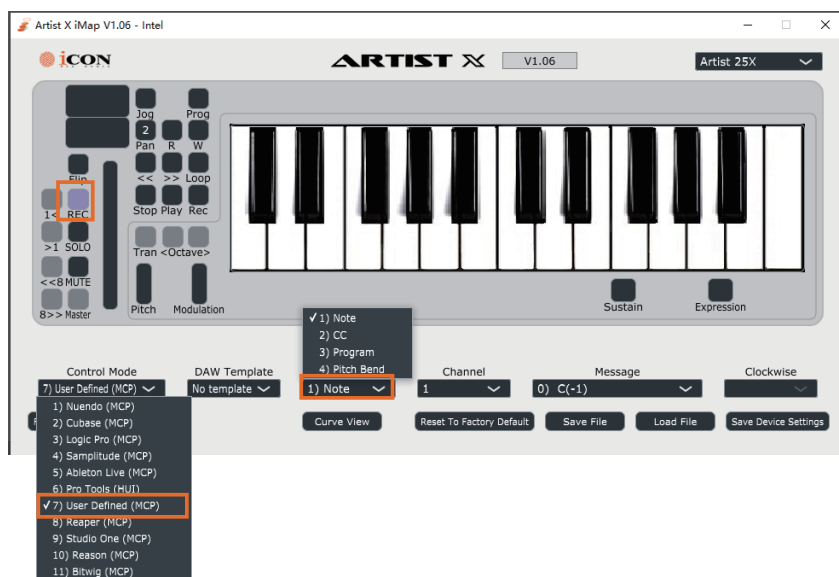 Artist X iMap V1.06 - Intel
iCON
ARTIST X
V1.06
Artist 25X
Jog Prog
2
Pan R W
Flip
<< >> Loop
1< REC
Stop Play Rec
>1 SOLO
Tran <Octave>
<<8 MUTE
8>> Master
Pitch Modulation
Sustain Expression
✓ 1) Note
2) CC
3) Program
4) Pitch Bend
Control Mode DAW Template Channel Message Clockwise
7) User Defined (MCP) No template 1) Note 1 0) C(-1)
Curve View Reset To Factory Default Save File Load File Save Device Settings
1) Nuendo (MCP)
2) Cubase (MCP)
3) Logic Pro (MCP)
4) Samplitude (MCP)
5) Ableton Live (MCP)
6) Pro Tools (HUI)
✓ 7) User Defined (MCP)
8) Reaper (MCP)
9) Studio One (MCP)
10) Reason (MCP)
11) Bitwig (MCP)